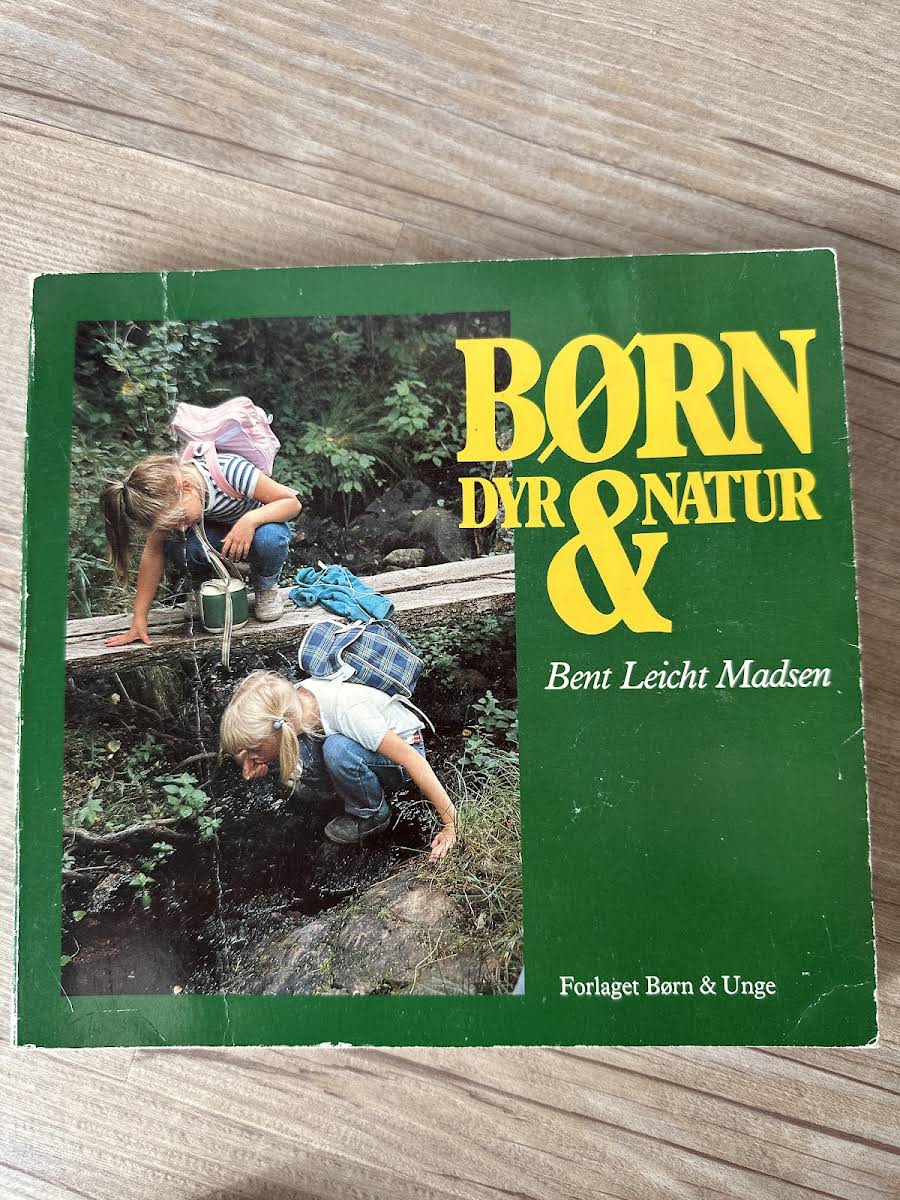 BØRN
DYR & NATUR
Bent Leicht Madsen
Forlaget Børn & Unge